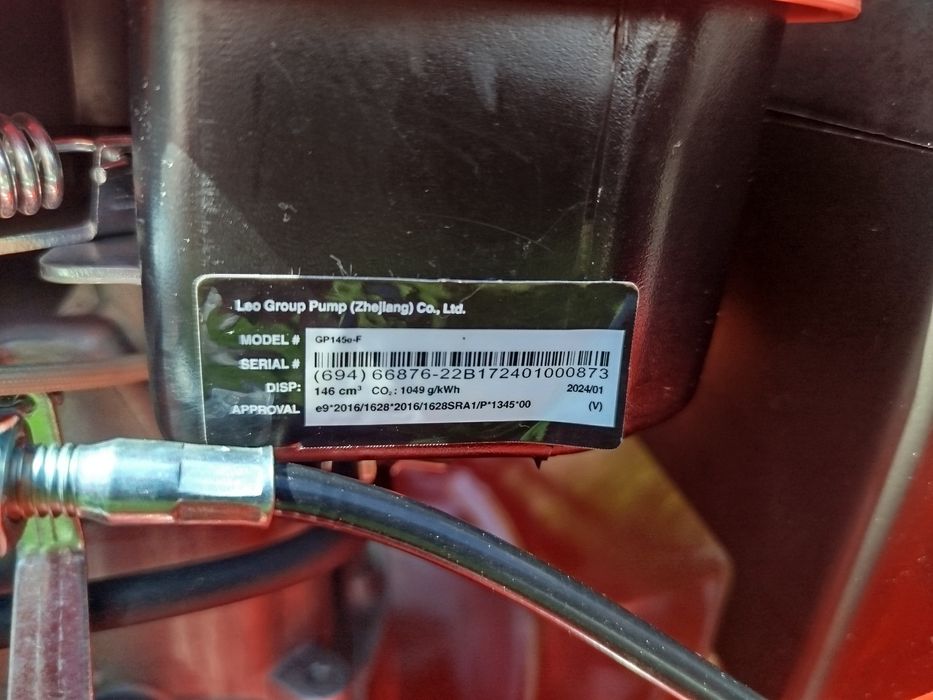 Leo Group Pump (Zhejiang) Co., Ltd.
MODEL # GP145e-F
SERIAL # (694) 66876-22B172401000873
DISP: 146 cm³ CO₂ : 1049 g/kWh 2024/01
APPROVAL e9*2016/1628*2016/1628SRA1/P*1345*00 (V)